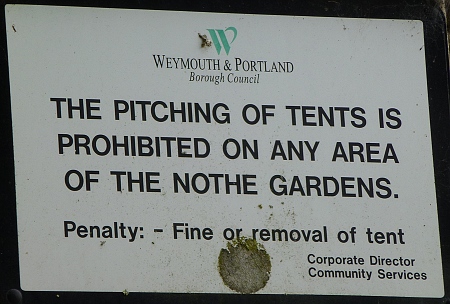 WEYMOUTH & PORTLAND
Borough Council
THE PITCHING OF TENTS IS
PROHIBITED ON ANY AREA
OF THE NOTHE GARDENS.
Penalty: - Fine or removal of tent
Corporate Director
Community Services